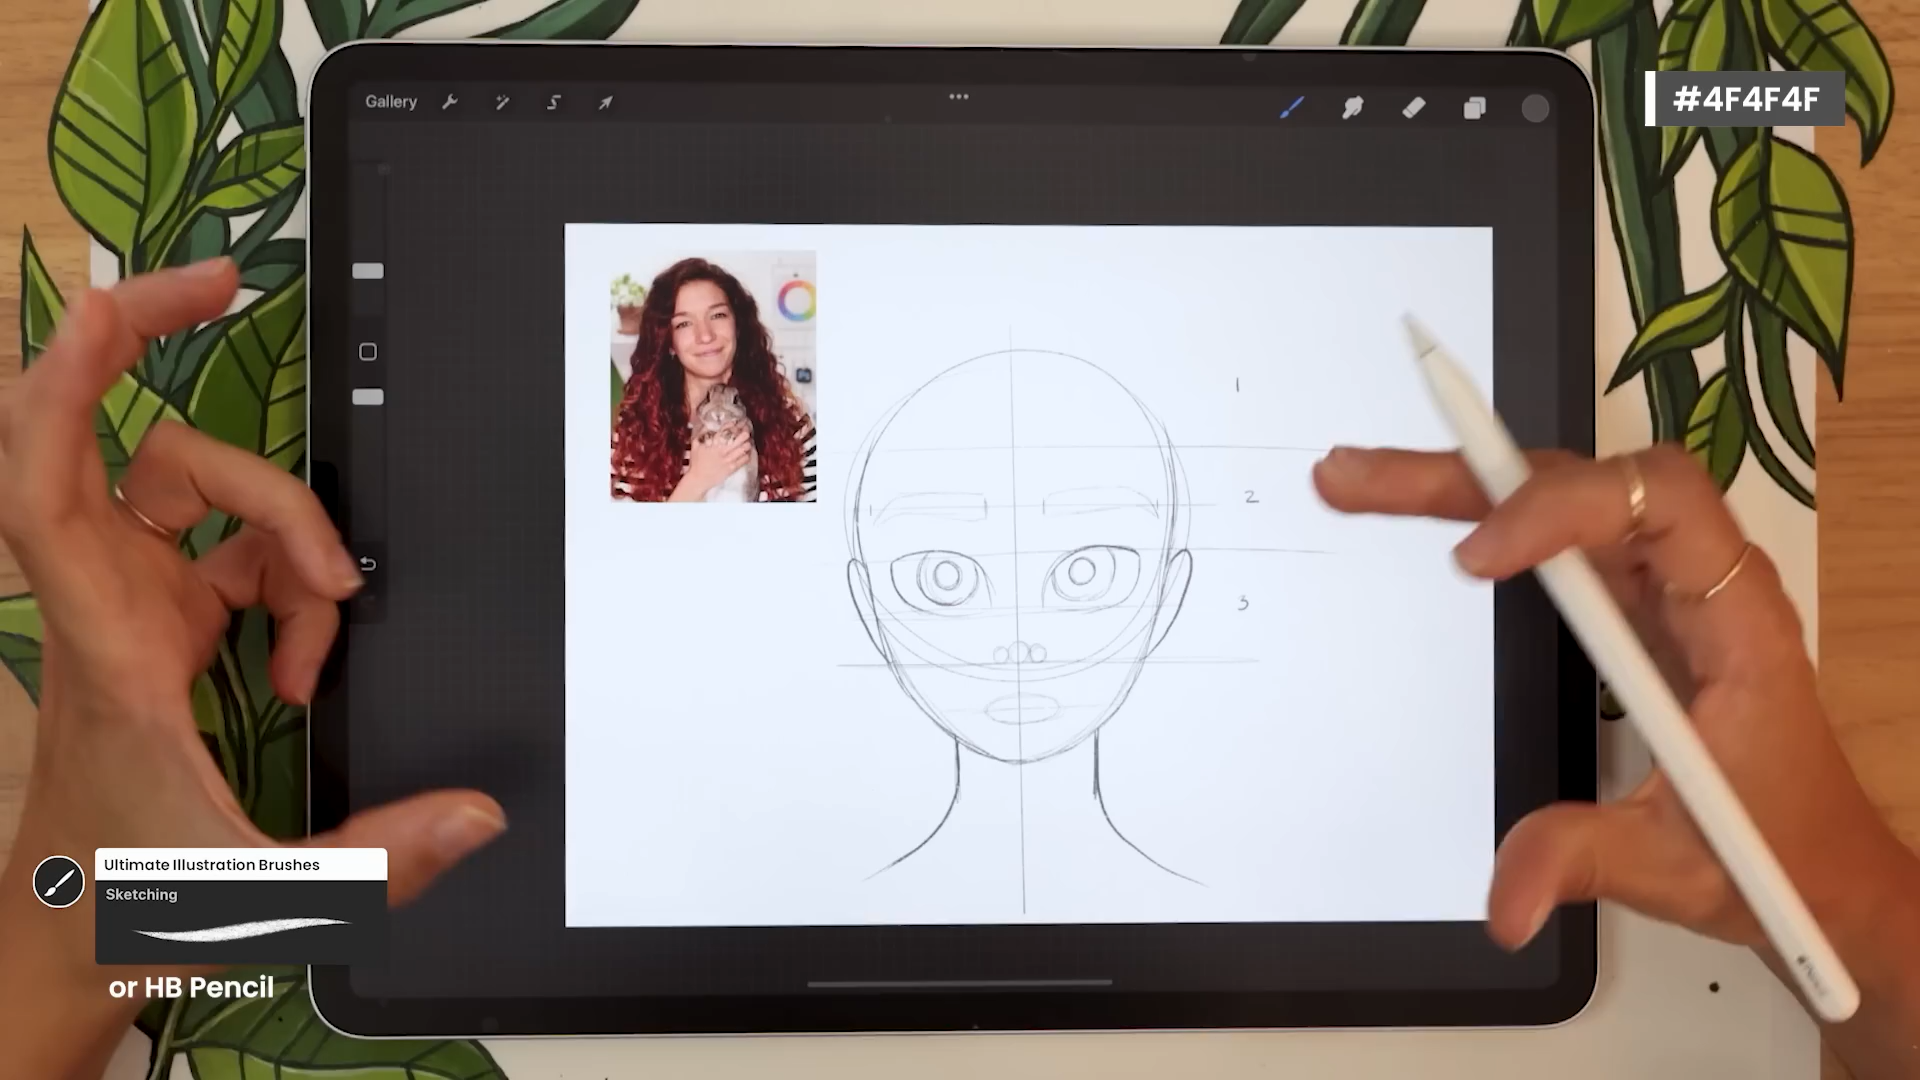 Gallery
#4F4F4F
1
2
3
Ultimate Illustration Brushes
Sketching
or HB Pencil